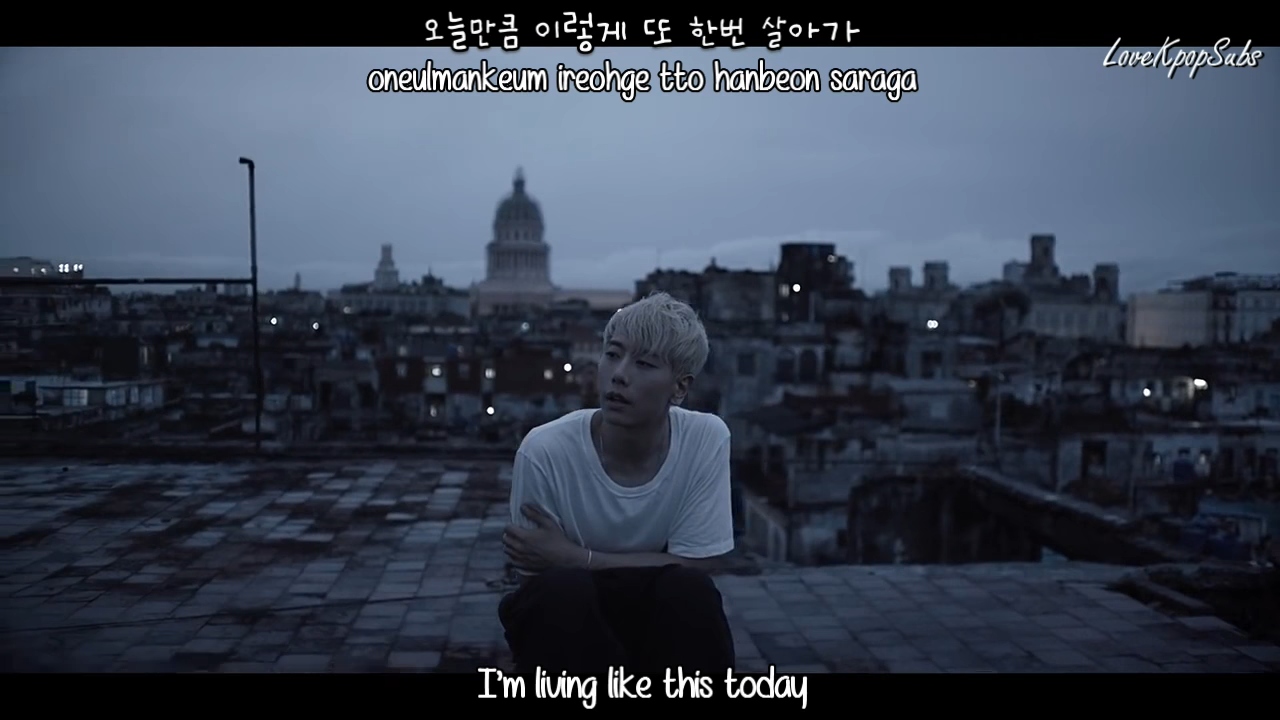 오늘만큼 이렇게 또 한번 살아가
LoveKpopSubs
oneulmankeum ireohge tto hanbeon saraga
I'm living like this today